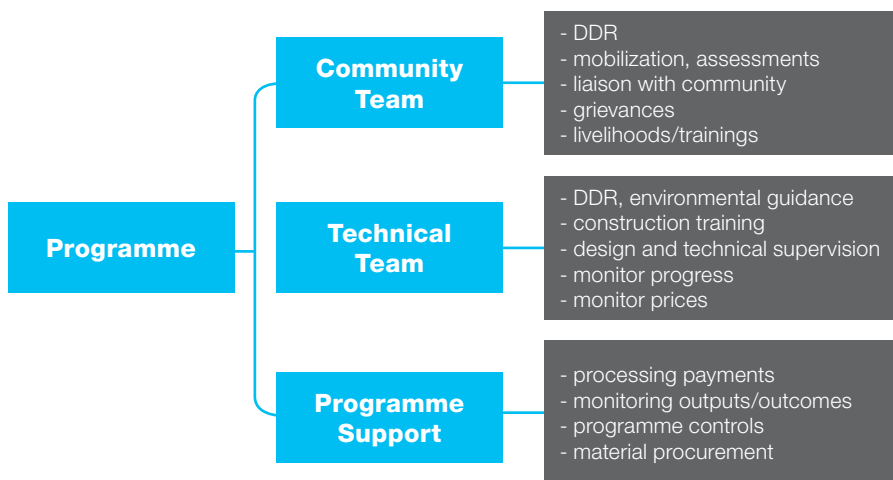 Programme
Community
Team
- DDR
- mobilization, assessments
- liaison with community
- grievances
- livelihoods/trainings
Technical
Team
- DDR, environmental guidance
- construction training
- design and technical supervision
- monitor progress
- monitor prices
Programme
Support
- processing payments
- monitoring outputs/outcomes
- programme controls
- material procurement